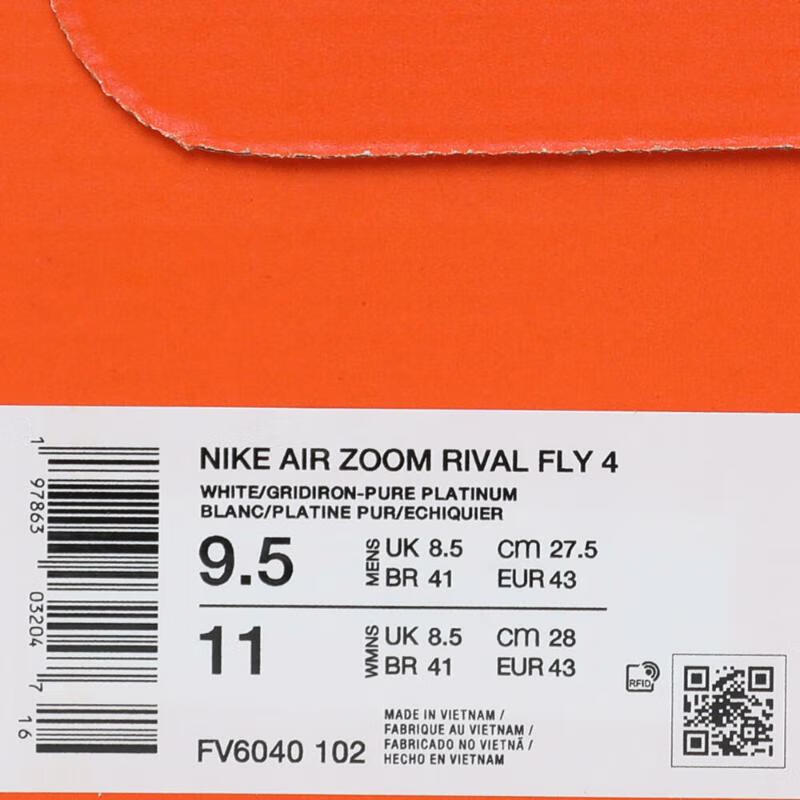 NIKE AIR ZOOM RIVAL FLY 4
WHITE/GRIDIRON-PURE PLATINUM
BLANC/PLATINE PUR/ECHIQUIER
9.5 MENS UK 8.5 CM 27.5
BR 41 EUR 43
11 WMNS UK 8.5 CM 28
BR 41 EUR 43
RFID
FV6040 102
MADE IN VIETNAM /
FABRIQUE AU VIETNAM /
FABRICADO NO VIETNÃ /
HECHO EN VIETNAM
1 97863 03204 7 16